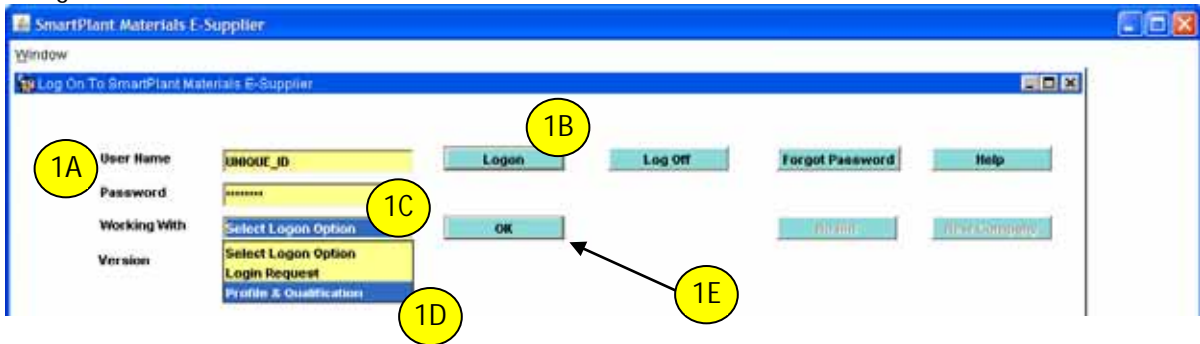 SmartPlant Materials E-Supplier
Window
Log On To SmartPlant Materials E-Supplier
1A
User Name
UNIQUE_ID
1B
Logon
Log Off
Forgot Password
Help
Password
********
1C
Working With
Select Logon Option
OK
New Company
Version
Select Logon Option
Login Request
Profile & Qualification
1D
1E